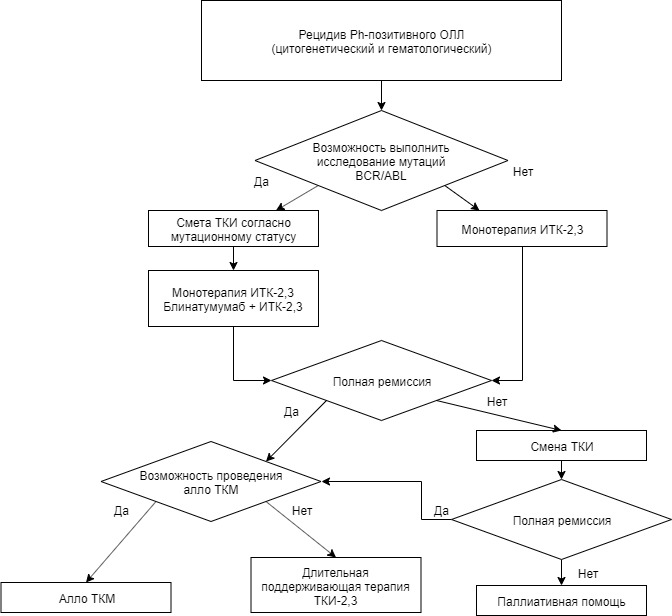 Рецидив Ph-позитивного ОЛЛ
(цитогенетический и гематологический)
Возможность выполнить
исследование мутаций
BCR/ABL
Да
Нет
Смета ТКИ согласно
мутационному статусу
Монотерапия ИТК-2,3
Монотерапия ИТК-2,3
Блинатумумаб + ИТК-2,3
Полная ремиссия
Да
Нет
Смена ТКИ
Возможность проведения
алло ТКМ
Да
Нет
Да
Полная ремиссия
Нет
Алло ТКМ
Длительная
поддерживающая терапия
ТКИ-2,3
Паллиативная помощь